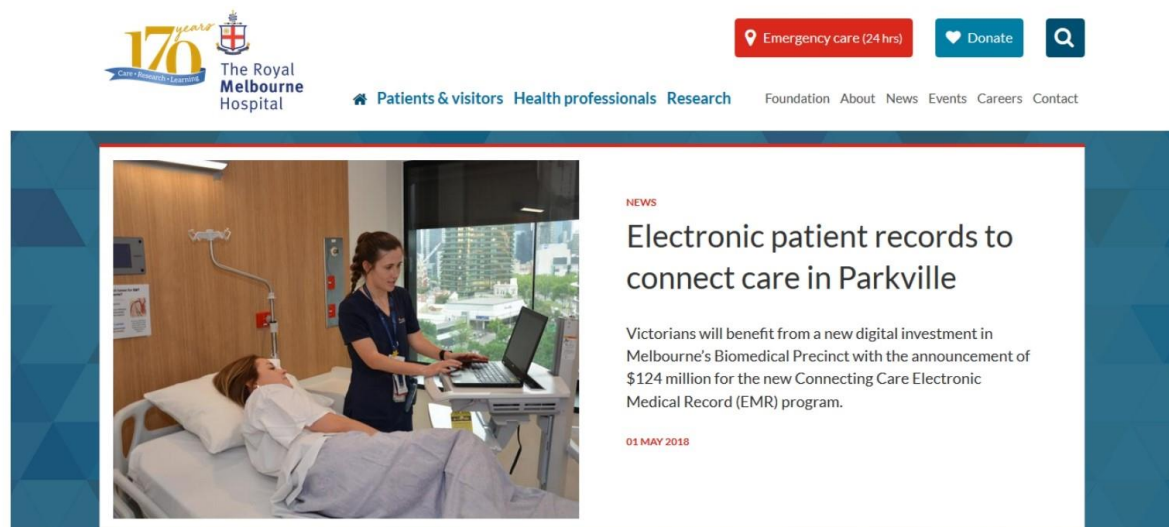 170 years
Care • Research • Learning
The Royal
Melbourne
Hospital
Emergency care (24 hrs)
Donate
Patients & visitors Health professionals Research
Foundation About News Events Careers Contact
NEWS
Electronic patient records to
connect care in Parkville
Victorians will benefit from a new digital investment in
Melbourne's Biomedical Precinct with the announcement of
$124 million for the new Connecting Care Electronic
Medical Record (EMR) program.
01 MAY 2018